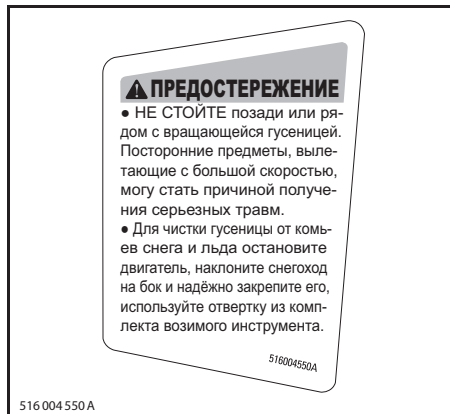 ПРЕДОСТЕРЕЖЕНИЕ
● НЕ СТОЙТЕ позади или ря-
дом с вращающейся гусеницей.
Посторонние предметы, выле-
тающие с большой скоростью,
могу стать причиной получе-
ния серьезных травм.
● Для чистки гусеницы от комь-
ев снега и льда остановите
двигатель, наклоните снегоход
на бок и надёжно закрепите его,
используйте отвертку из комп-
лекта возимого инструмента.
516004550A
516 004 550 A